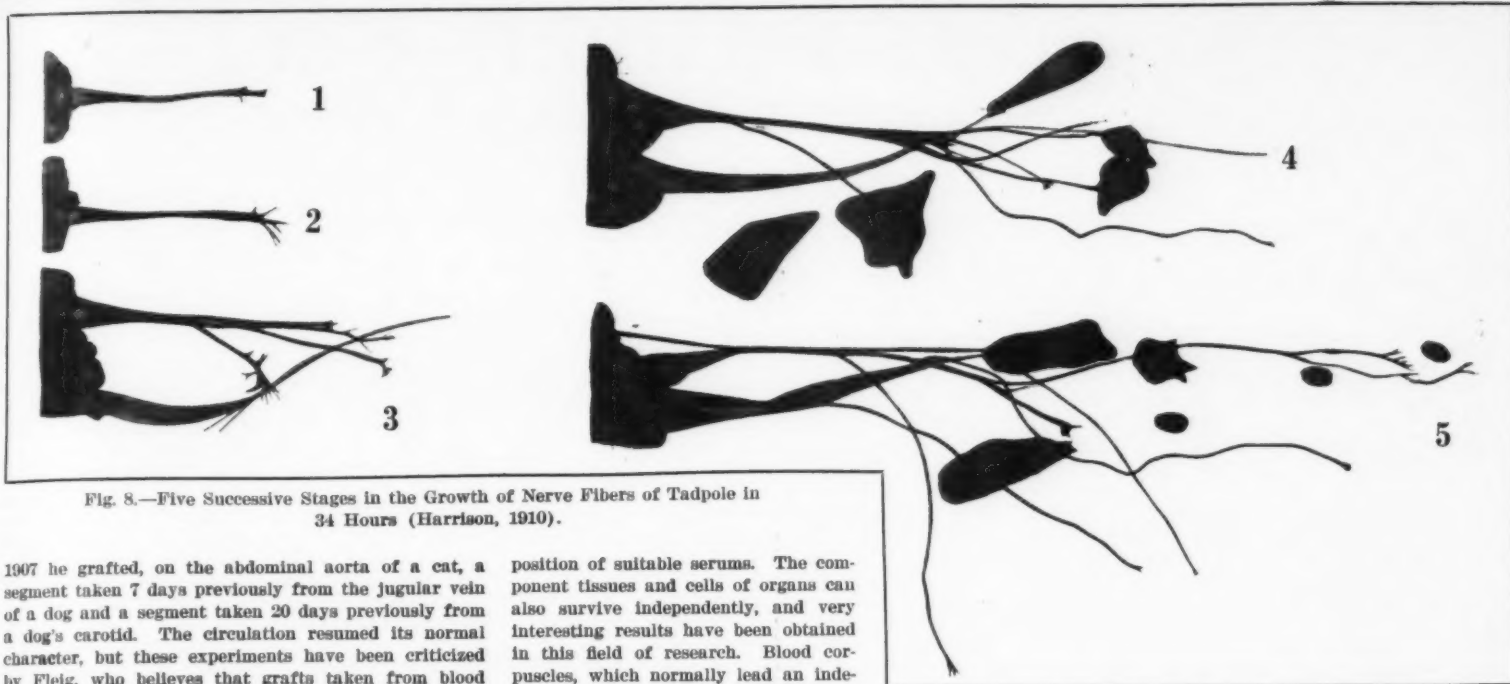 1
2
3
4
5
Fig. 8.—Five Successive Stages in the Growth of Nerve Fibers of Tadpole in
34 Hours (Harrison, 1910).
1907 he grafted, on the abdominal aorta of a cat, a
segment taken 7 days previously from the jugular vein
of a dog and a segment taken 20 days previously from
a dog's carotid. The circulation resumed its normal
character, but these experiments have been criticized
by Fleig, who believes that grafts taken from blood
position of suitable serums. The com-
ponent tissues and cells of organs can
also survive independently, and very
interesting results have been obtained
in this field of research. Blood cor-
puscles, which normally lead an inde-